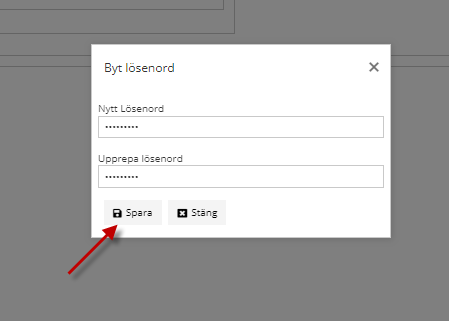 Byt lösenord
Nytt Lösenord
•••••••••
Upprepa lösenord
•••••••••
Spara Stäng